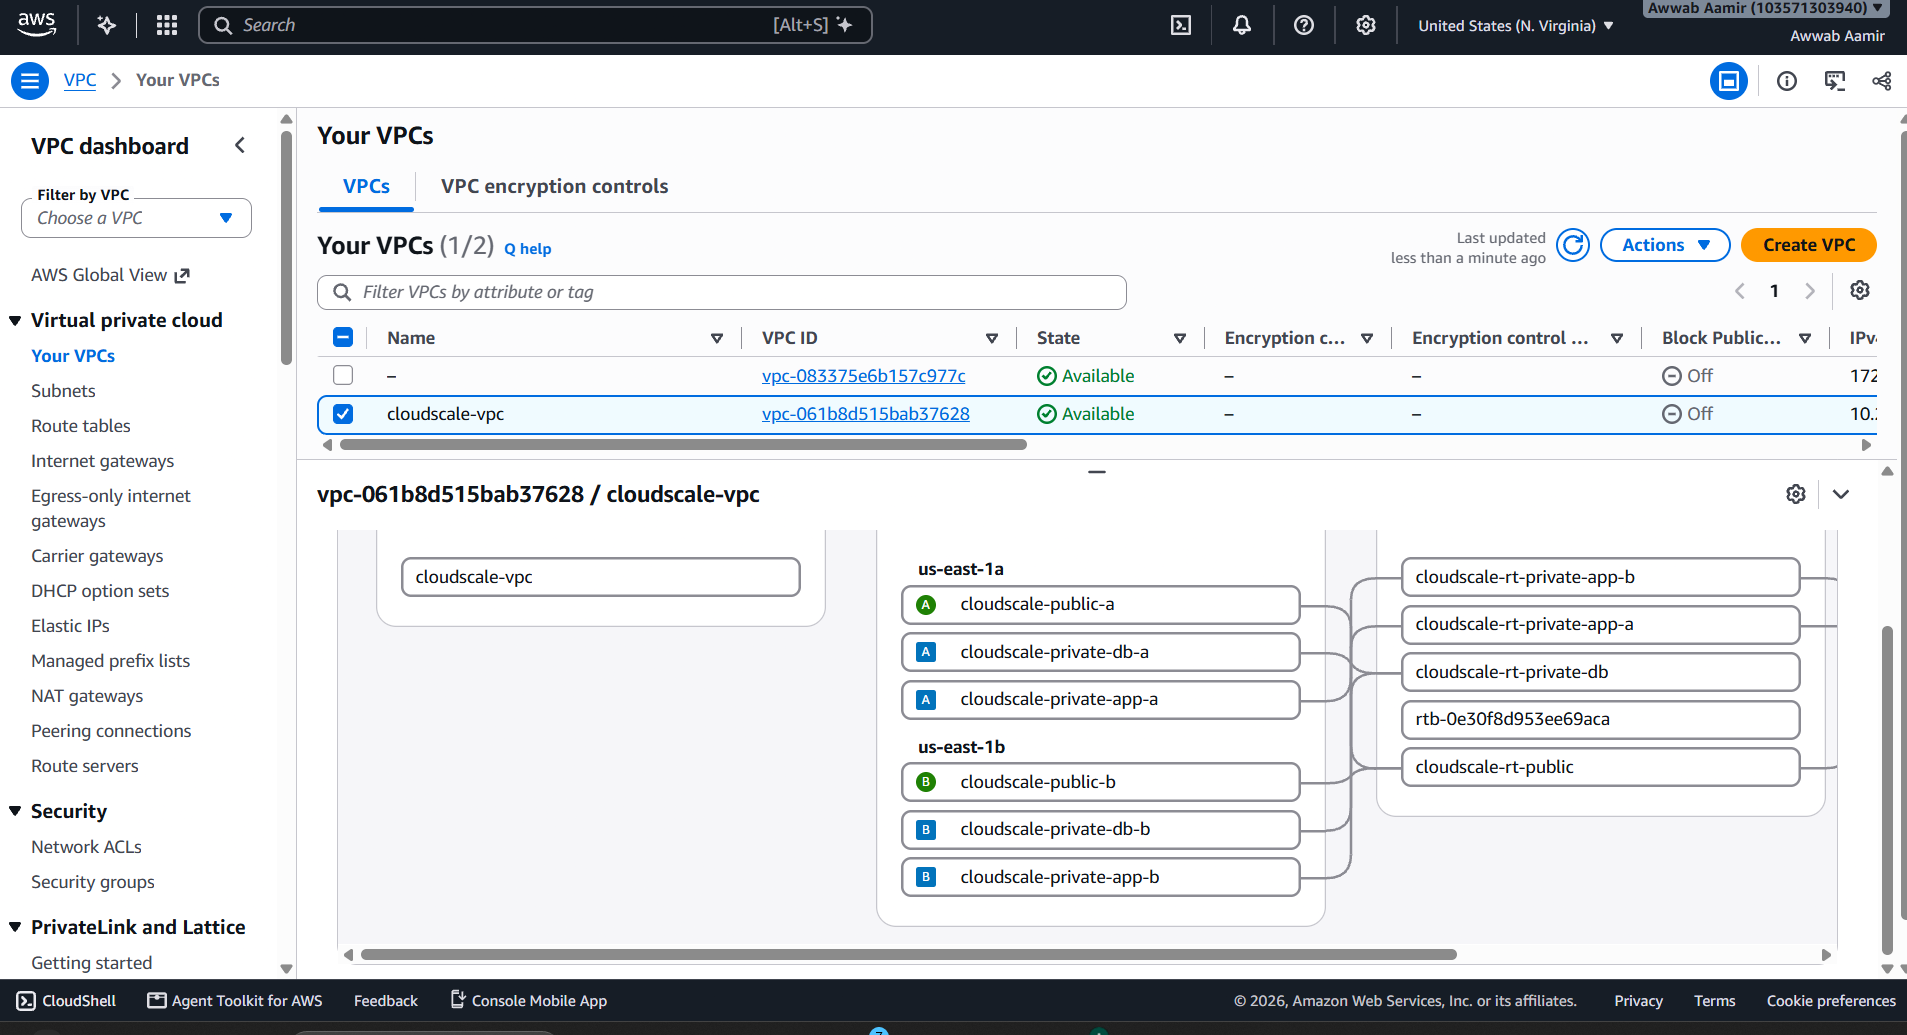 aws
Search [Alt+S]
United States (N. Virginia)
Awwab Aamir (103571303940)
Awwab Aamir
VPC
Your VPCs
VPC dashboard
Filter by VPC
Choose a VPC
AWS Global View
Virtual private cloud
Your VPCs
Subnets
Route tables
Internet gateways
Egress-only internet
gateways
Carrier gateways
DHCP option sets
Elastic IPs
Managed prefix lists
NAT gateways
Peering connections
Route servers
Security
Network ACLs
Security groups
PrivateLink and Lattice
Getting started
Your VPCs
VPCs
VPC encryption controls
Your VPCs (1/2) Q help
Last updated
less than a minute ago
Actions
Create VPC
Filter VPCs by attribute or tag
1
Name VPC ID State Encryption c... Encryption control ... Block Public... IPv
– vpc-083375e6b157c977c Available – – Off 172
cloudscale-vpc vpc-061b8d515bab37628 Available – – Off 10.
vpc-061b8d515bab37628 / cloudscale-vpc
cloudscale-vpc
us-east-1a
A cloudscale-public-a
A cloudscale-private-db-a
A cloudscale-private-app-a
us-east-1b
B cloudscale-public-b
B cloudscale-private-db-b
B cloudscale-private-app-b
cloudscale-rt-private-app-b
cloudscale-rt-private-app-a
cloudscale-rt-private-db
rtb-0e30f8d953ee69aca
cloudscale-rt-public
CloudShell
Agent Toolkit for AWS
Feedback
Console Mobile App
© 2026, Amazon Web Services, Inc. or its affiliates.
Privacy
Terms
Cookie preferences